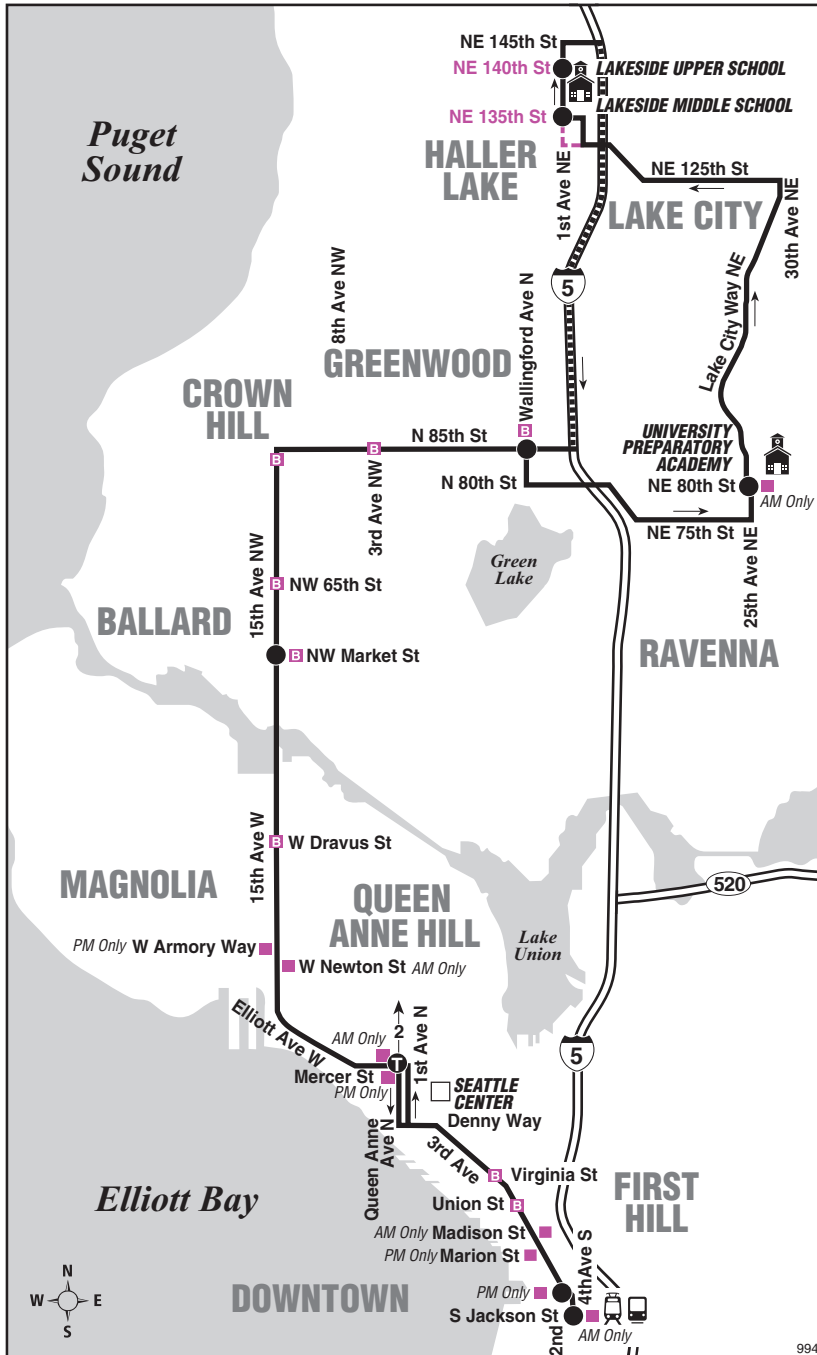 NE 145th St
NE 140th St
LAKESIDE UPPER SCHOOL
LAKESIDE MIDDLE SCHOOL
NE 135th St
Puget
Sound
HALLER
LAKE
1st Ave NE
NE 125th St
LAKE CITY
30th Ave NE
5
Lake City Way NE
8th Ave NW
GREENWOOD
Wallingford Ave N
CROWN
HILL
B
N 85th St
B
B
3rd Ave NW
N 80th St
UNIVERSITY
PREPARATORY
ACADEMY
NE 80th St
AM Only
NE 75th St
25th Ave NE
Green
Lake
15th Ave NW
B NW 65th St
BALLARD
B NW Market St
RAVENNA
15th Ave W
B W Dravus St
MAGNOLIA
QUEEN
ANNE HILL
520
Lake
Union
PM Only W Armory Way
W Newton St AM Only
Elliott Ave W
2
1st Ave N
AM Only
T
Mercer St
PM Only
SEATTLE
CENTER
Denny Way
Queen Anne
Ave N
3rd Ave
5
B Virginia St
Union St B
FIRST
HILL
Elliott Bay
AM Only Madison St
PM Only Marion St
4thAve S
PM Only
DOWNTOWN
S Jackson St
AM Only
2nd
N
W E
S
994